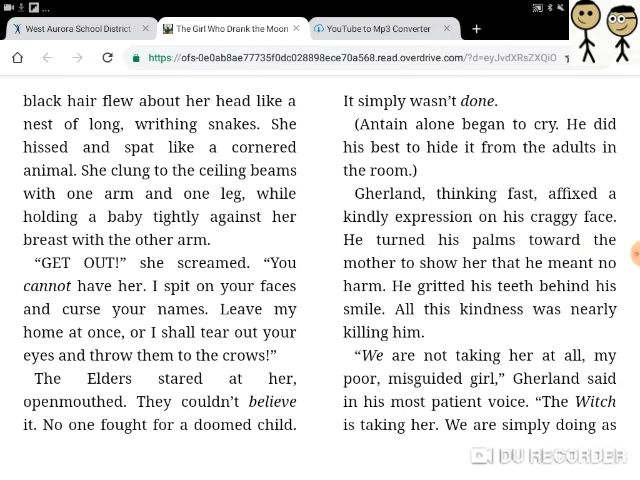 West Aurora School District
The Girl Who Drank the Moon
YouTube to Mp3 Converter
https://ofs-0e0ab8ae77735f0dc028898ece70a568.read.overdrive.com/?d=eyJvdXRsZXQiO
black hair flew about her head like a
nest of long, writhing snakes. She
hissed and spat like a cornered
animal. She clung to the ceiling beams
with one arm and one leg, while
holding a baby tightly against her
breast with the other arm.
“GET OUT!” she screamed. “You
cannot have her. I spit on your faces
and curse your names. Leave my
home at once, or I shall tear out your
eyes and throw them to the crows!”
The Elders stared at her,
openmouthed. They couldn’t believe
it. No one fought for a doomed child.
It simply wasn’t done.
(Antain alone began to cry. He did
his best to hide it from the adults in
the room.)
Gherland, thinking fast, affixed a
kindly expression on his craggy face.
He turned his palms toward the
mother to show her that he meant no
harm. He gritted his teeth behind his
smile. All this kindness was nearly
killing him.
“We are not taking her at all, my
poor, misguided girl,” Gherland said
in his most patient voice. “The Witch
is taking her. We are simply doing as
DU RECORDER